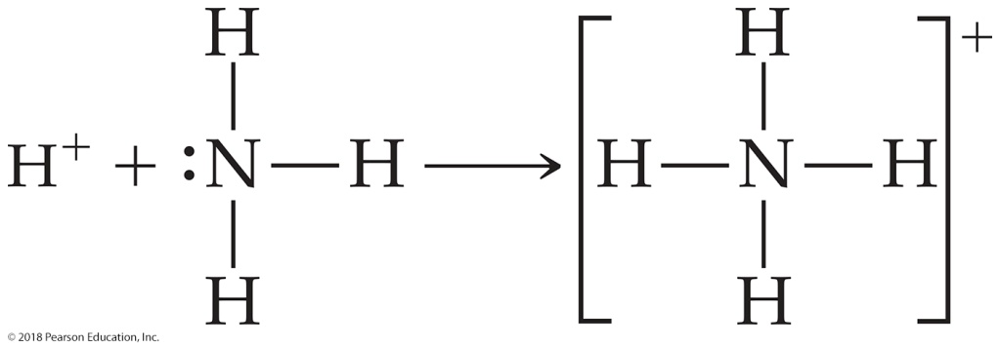 H H
H⁺ + :N — H ⟶ [H — N — H]⁺
H H
© 2018 Pearson Education, Inc.